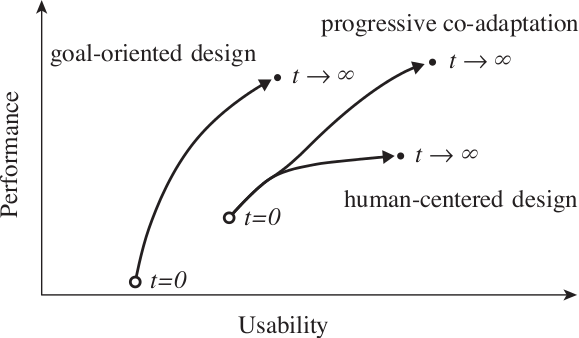 progressive co-adaptation
goal-oriented design
t → ∞
t → ∞
t → ∞
human-centered design
t=0
t=0
Performance
Usability